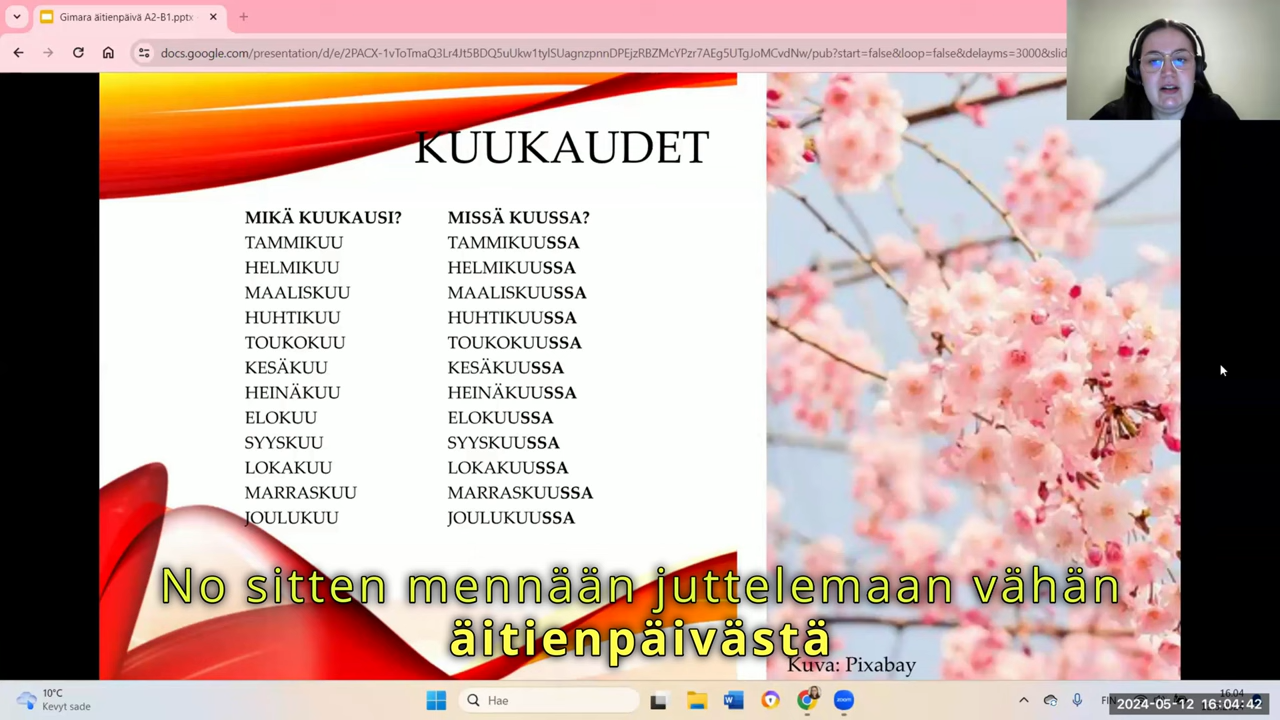 Gimara äitienpäivä A2-B1.pptx
docs.google.com/presentation/d/e/2PACX-1vToTmaQ3Lr4Jt5BDQ5uUkw1tylSUagnzpnnDPEjzRBZMcYPzr7AEg5UTgJoMCvdNw/pub?start=false&loop=false&delayms=3000&slid
KUUKAUDET
MIKÄ KUUKAUSI? MISSÄ KUUSSA?
TAMMIKUU TAMMIKUUSSA
HELMIKUU HELMIKUUSSA
MAALISKUU MAALISKUUSSA
HUHTIKUU HUHTIKUUSSA
TOUKOKUU TOUKOKUUSSA
KESÄKUU KESÄKUUSSA
HEINÄKUU HEINÄKUUSSA
ELOKUU ELOKUUSSA
SYYSKUU SYYSKUUSSA
LOKAKUU LOKAKUUSSA
MARRASKUU MARRASKUUSSA
JOULUKUU JOULUKUUSSA
No sitten mennään juttelemaan vähän
äitienpäivästä
Kuva: Pixabay
10°C
Kevyt sade
Hae
FIN
16.04
2024-05-12 16:04:42